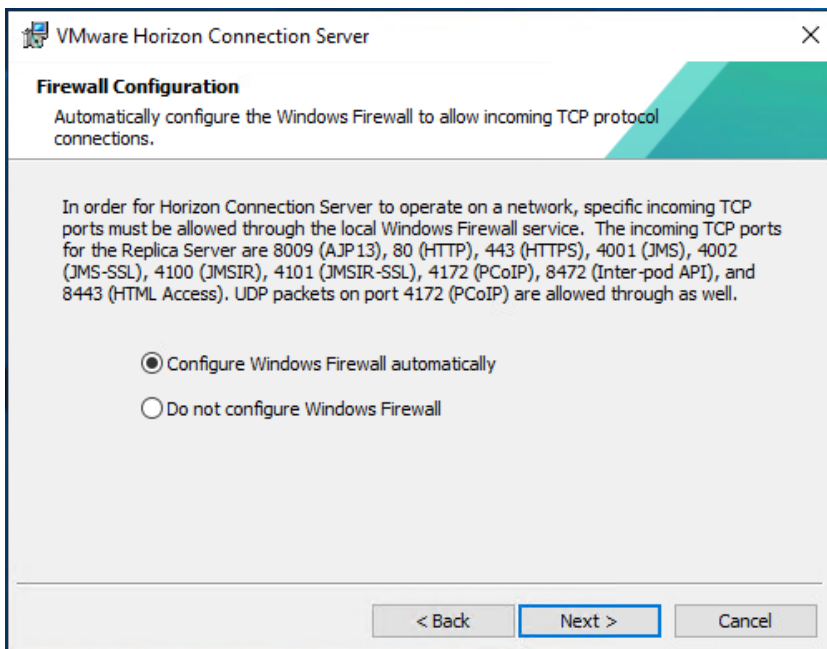 VMware Horizon Connection Server
Firewall Configuration
Automatically configure the Windows Firewall to allow incoming TCP protocol
connections.
In order for Horizon Connection Server to operate on a network, specific incoming TCP
ports must be allowed through the local Windows Firewall service.  The incoming TCP ports
for the Replica Server are 8009 (AJP13), 80 (HTTP), 443 (HTTPS), 4001 (JMS), 4002
(JMS-SSL), 4100 (JMSIR), 4101 (JMSIR-SSL), 4172 (PCoIP), 8472 (Inter-pod API), and
8443 (HTML Access). UDP packets on port 4172 (PCoIP) are allowed through as well.
Configure Windows Firewall automatically
Do not configure Windows Firewall
< Back
Next >
Cancel